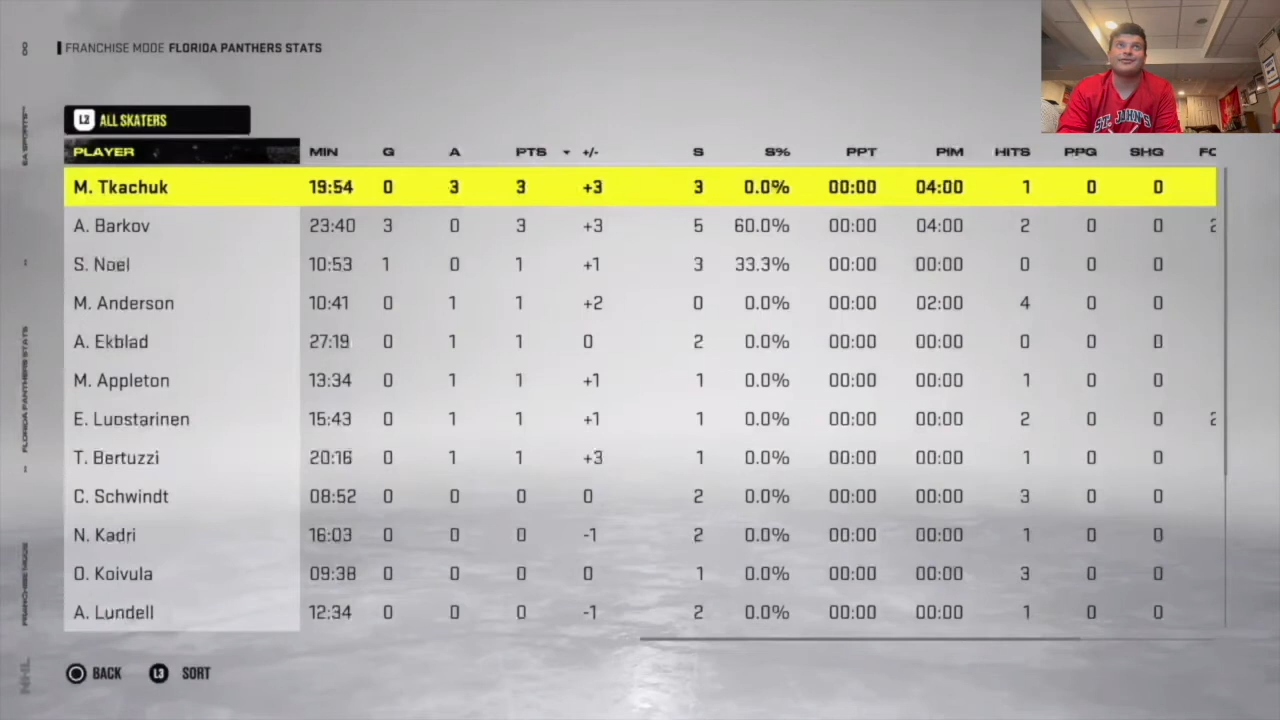 FRANCHISE MODE FLORIDA PANTHERS STATS
ST. JOHN'S
L2 ALL SKATERS
PLAYER MIN G A PTS +/- S S% PPT PIM HITS PPG SHG
M. Tkachuk 19:54 0 3 3 +3 3 0.0% 00:00 04:00 1 0 0
A. Barkov 23:40 3 0 3 +3 5 60.0% 00:00 04:00 2 0 0
S. Noel 10:53 1 0 1 +1 3 33.3% 00:00 00:00 0 0 0
M. Anderson 10:41 0 1 1 +2 0 0.0% 00:00 02:00 4 0 0
A. Ekblad 27:19 0 1 1 0 2 0.0% 00:00 00:00 0 0 0
M. Appleton 13:34 0 1 1 +1 1 0.0% 00:00 00:00 1 0 0
E. Luostarinen 15:43 0 1 1 +1 1 0.0% 00:00 00:00 2 0 0
T. Bertuzzi 20:16 0 1 1 +3 1 0.0% 00:00 00:00 1 0 0
C. Schwindt 08:52 0 0 0 0 2 0.0% 00:00 00:00 3 0 0
N. Kadri 16:03 0 0 0 -1 2 0.0% 00:00 00:00 1 0 0
O. Koivula 09:38 0 0 0 0 1 0.0% 00:00 00:00 3 0 0
A. Lundell 12:34 0 0 0 -1 2 0.0% 00:00 00:00 1 0 0
BACK L3 SORT
EA SPORTS™
FLORIDA PANTHERS STATS
FRANCHISE MODE
NHL